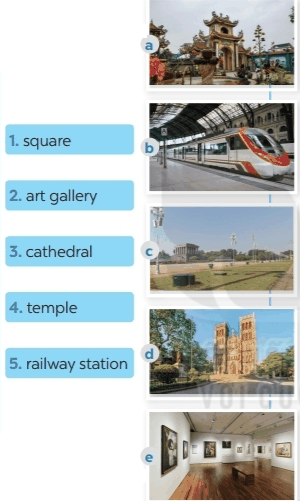 a
1. square
b
2. art gallery
3. cathedral
c
4. temple
d
5. railway station
e